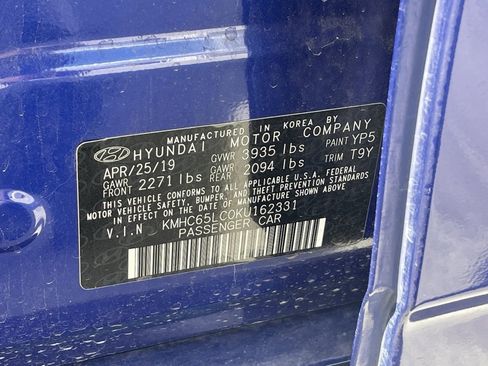 MANUFACTURED IN KOREA BY
HYUNDAI MOTOR COMPANY
APR/25/19 GVWR 3935 lbs PAINT YP5
GAWR FRONT 2271 lbs GAWR REAR 2094 lbs TRIM T9Y
THIS VEHICLE CONFORMS TO ALL APPLICABLE U.S.A. FEDERAL
MOTOR VEHICLE SAFETY, BUMPER, AND THEFT PREVENTION STANDARDS
IN EFFECT ON THE DATE OF MANUFACTURE SHOWN ABOVE.
V.I.N KMHC65LC0KU162331
PASSENGER CAR